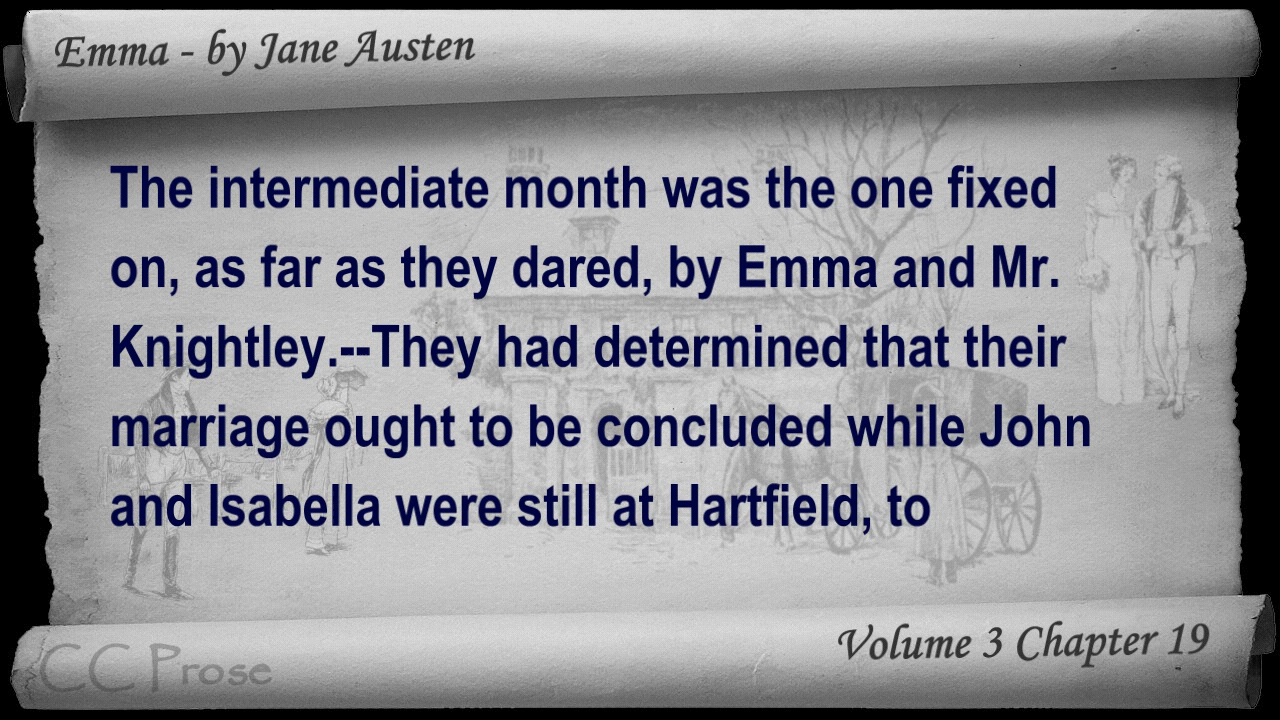 Emma - by Jane Austen
The intermediate month was the one fixed
on, as far as they dared, by Emma and Mr.
Knightley.--They had determined that their
marriage ought to be concluded while John
and Isabella were still at Hartfield, to
Volume 3 Chapter 19
CC Prose